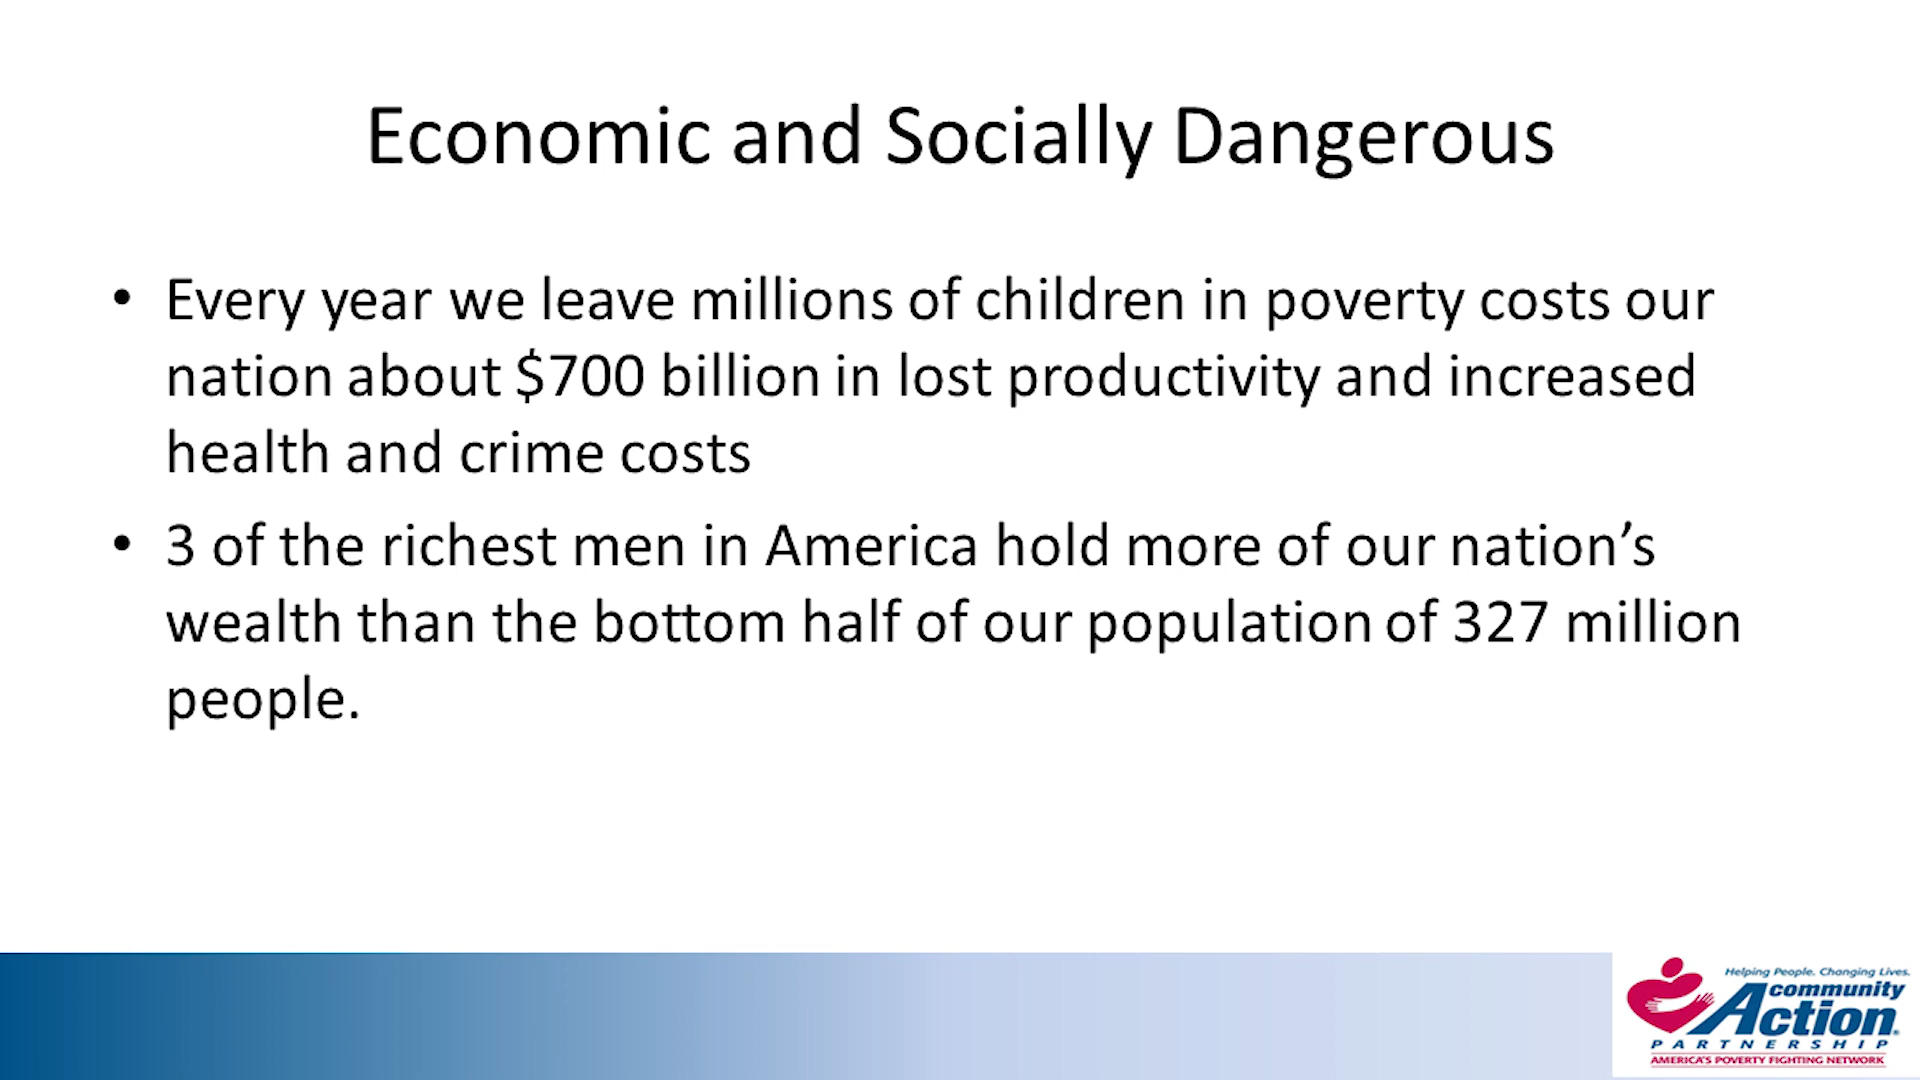 Economic and Socially Dangerous
• Every year we leave millions of children in poverty costs our
nation about $700 billion in lost productivity and increased
health and crime costs
• 3 of the richest men in America hold more of our nation’s
wealth than the bottom half of our population of 327 million
people.
Helping People. Changing Lives.
community
Action
PARTNERSHIP
AMERICA'S POVERTY FIGHTING NETWORK